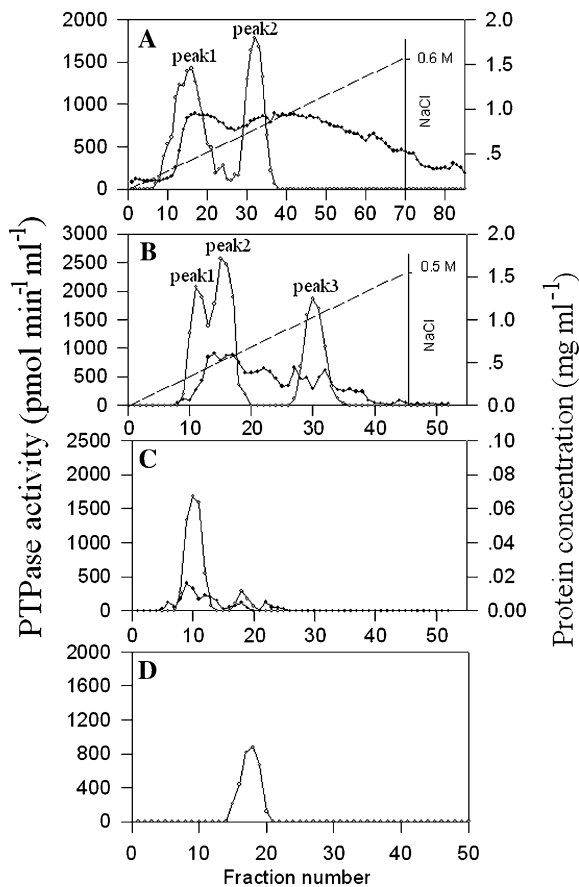 PTPase activity (pmol min-1 ml-1)
Protein concentration (mg ml-1)
A
peak1
peak2
0.6 M
NaCl
2000
1500
1000
500
0
2.0
1.5
1.0
.5
0 10 20 30 40 50 60 70 80
B
peak1
peak2
peak3
0.5 M
NaCl
3000
2500
2000
1500
1000
500
0
2.0
1.5
1.0
.5
0.0
0 10 20 30 40 50
C
2500
2000
1500
1000
500
0
.10
0.08
0.06
0.04
0.02
0.00
0 10 20 30 40 50
D
2000
1600
1200
800
400
0
0 10 20 30 40 50
Fraction number